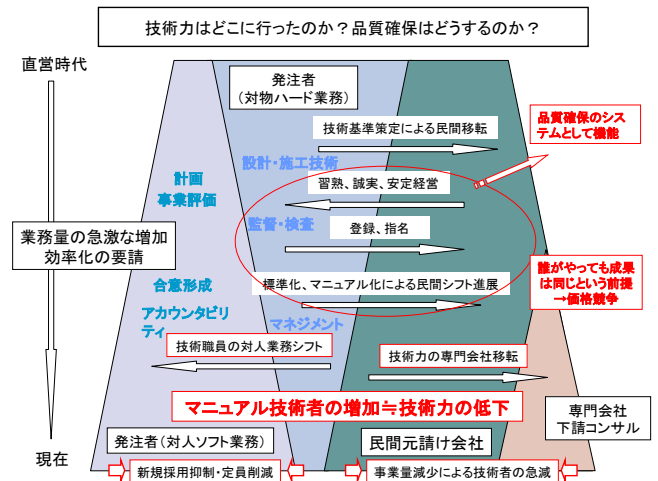 技術力はどこに行ったのか？品質確保はどうするのか？
直営時代
発注者
（対物ハード業務）
技術基準策定による民間移転
品質確保のシス
テムとして機能
設計・施工技術
計画
事業評価
習熟、誠実、安定経営
監督・検査
登録、指名
業務量の急激な増加
効率化の要請
誰がやっても成果
は同じという前提
→価格競争
合意形成
標準化、マニュアル化による民間シフト進展
アカウンタビリ
ティ
マネジメント
技術職員の対人業務シフト
技術力の専門会社移転
マニュアル技術者の増加≒技術力の低下
専門会社
下請コンサル
発注者（対人ソフト業務）
民間元請け会社
現在
新規採用抑制・定員削減
事業量減少による技術者の急減